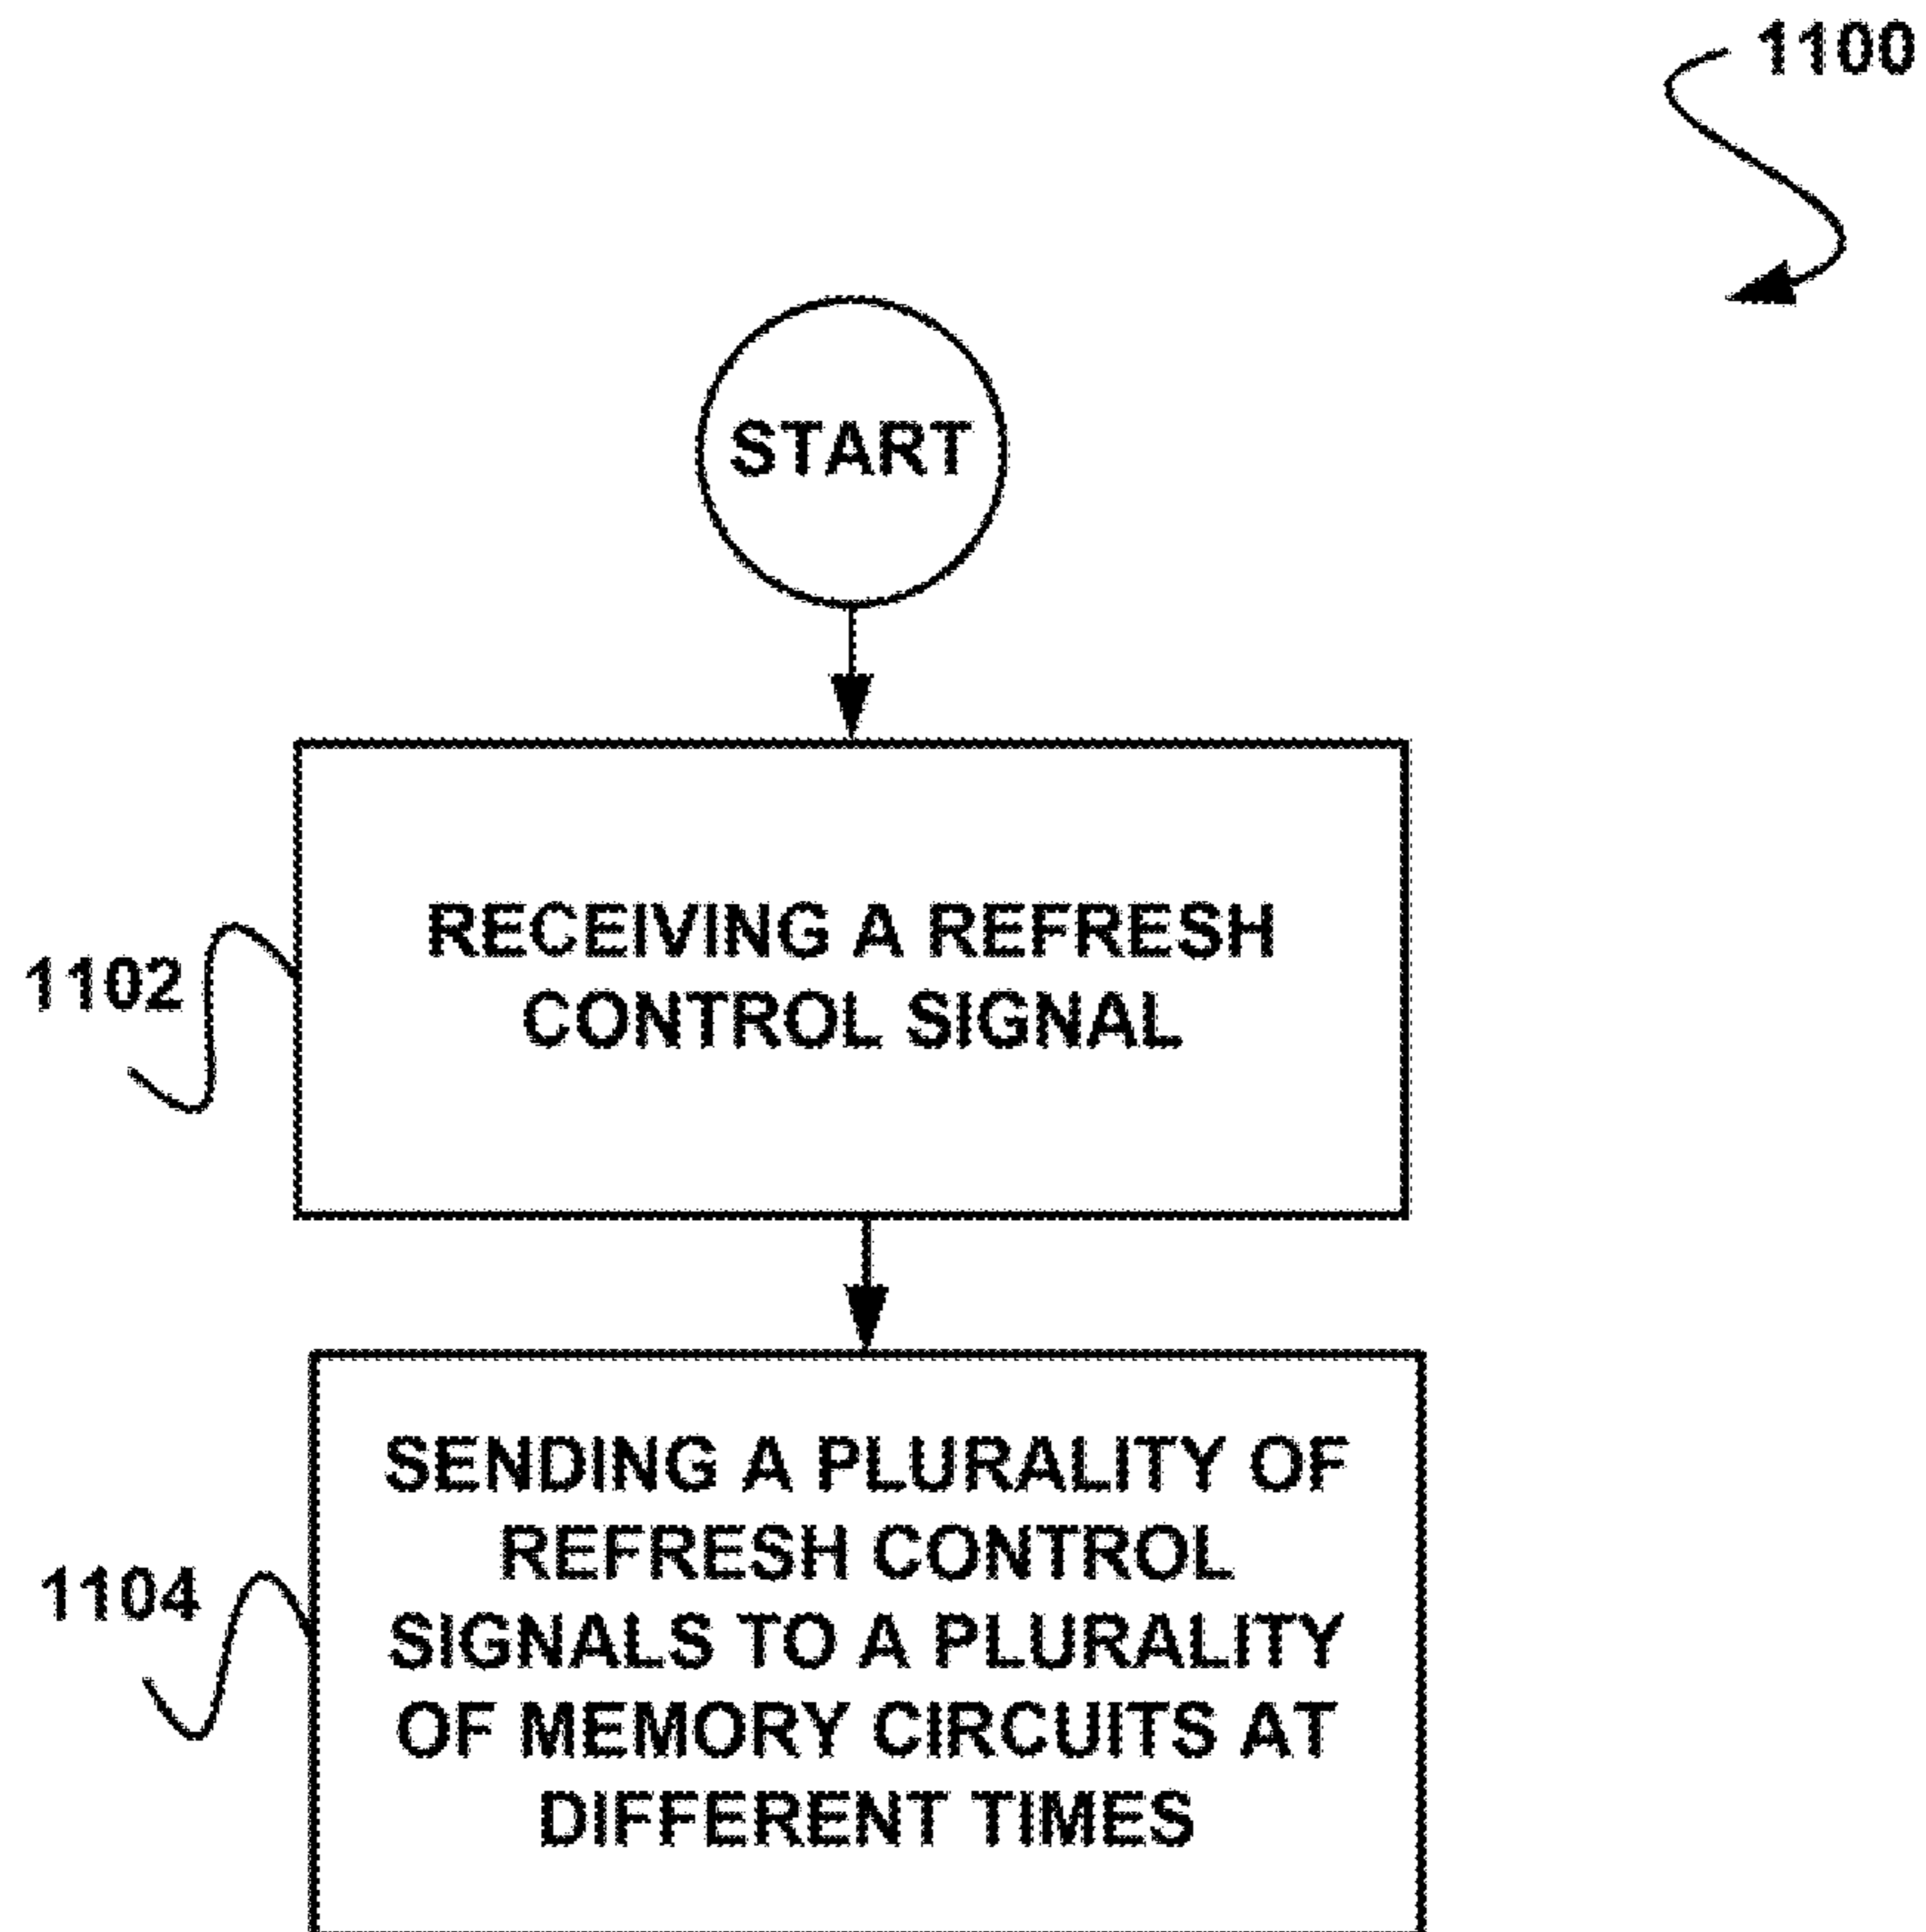 1100
START
RECEIVING A REFRESH
CONTROL SIGNAL
1102
SENDING A PLURALITY OF
REFRESH CONTROL
SIGNALS TO A PLURALITY
OF MEMORY CIRCUITS AT
DIFFERENT TIMES
1104